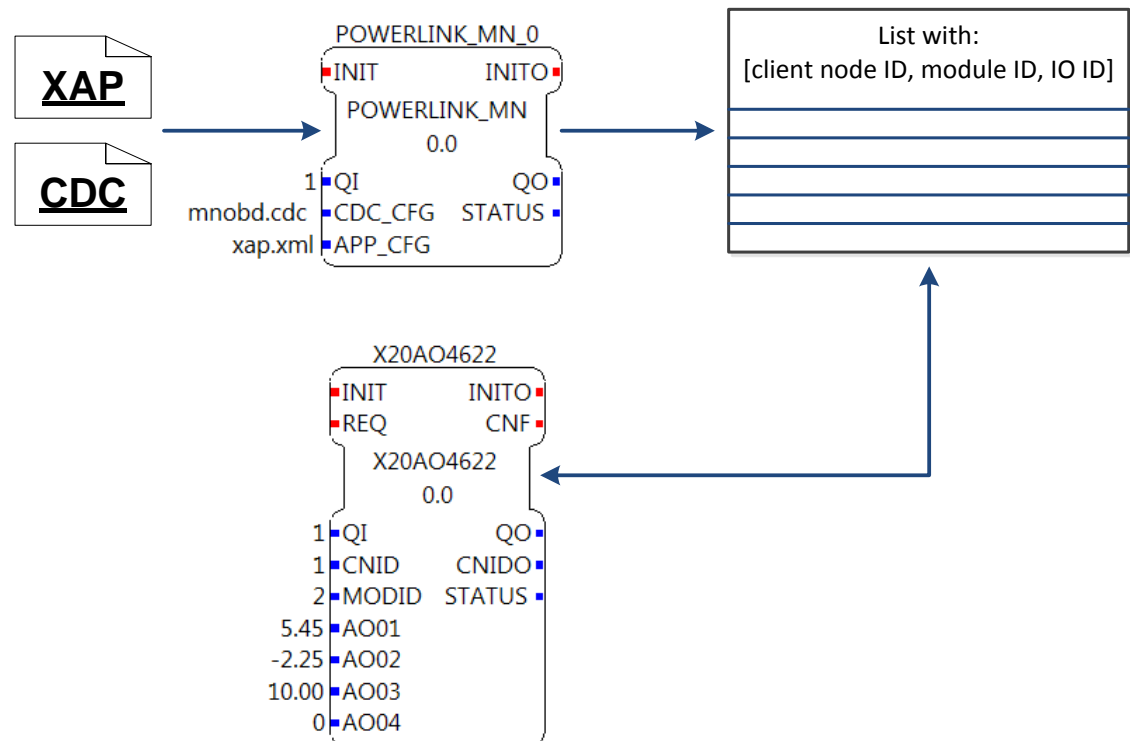 XAP
CDC
POWERLINK_MN_0
INIT INITO
POWERLINK_MN
0.0
1 QI QO
mnobd.cdc CDC_CFG STATUS
xap.xml APP_CFG
List with:
[client node ID, module ID, IO ID]
X20AO4622
INIT INITO
REQ CNF
X20AO4622
0.0
1 QI QO
1 CNID CNIDO
2 MODID STATUS
5.45 AO01
-2.25 AO02
10.00 AO03
0 AO04